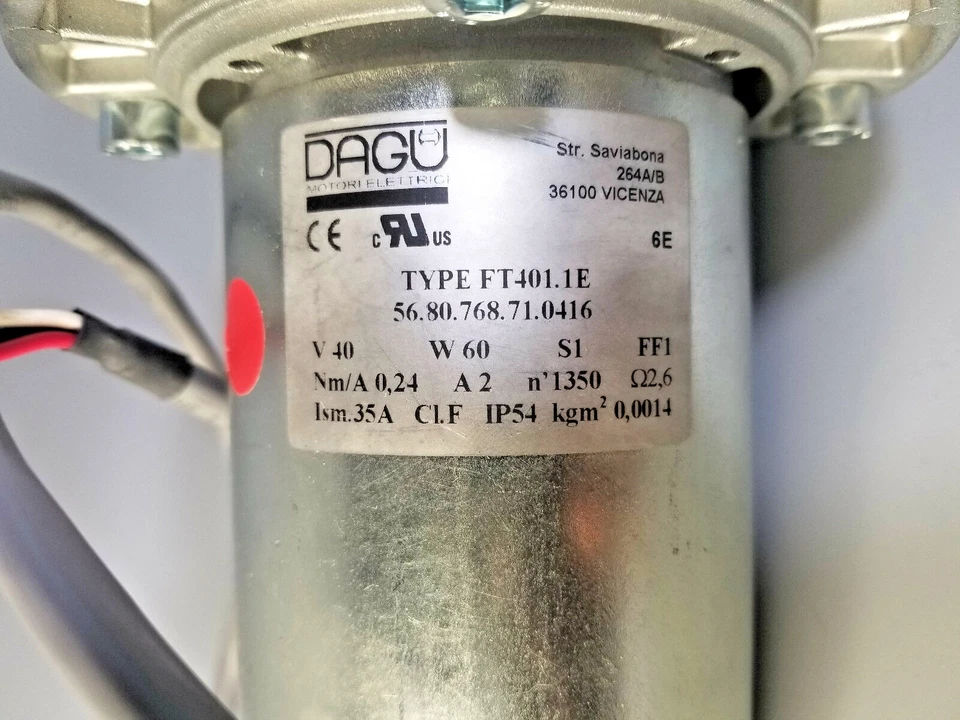 DAGU
MOTORI ELETTRICI
Str. Saviabona
264A/B
36100 VICENZA
CE c RU US
6E
TYPE FT401.1E
56.80.768.71.0416
V 40 W 60 S1 FF1
Nm/A 0,24 A 2 n'1350 Ω2,6
Ism.35A Cl.F IP54 kgm² 0,0014